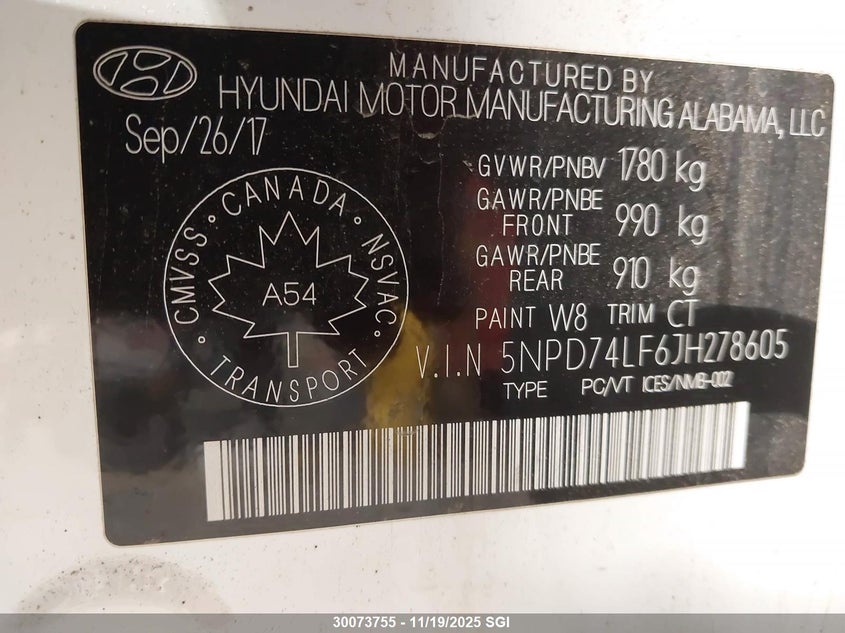 MANUFACTURED BY
HYUNDAI MOTOR MANUFACTURING ALABAMA, LLC
Sep/26/17
GVWR/PNBV 1780 kg
GAWR/PNBE
FRONT 990 kg
GAWR/PNBE
REAR 910 kg
PAINT W8 TRIM CT
V.I.N 5NPD74LF6JH278605
TYPE PC/VT ICES/NMB-002
CANADA
CMVSS • NSVAC
A54
TRANSPORT
30073755 - 11/19/2025 SGI